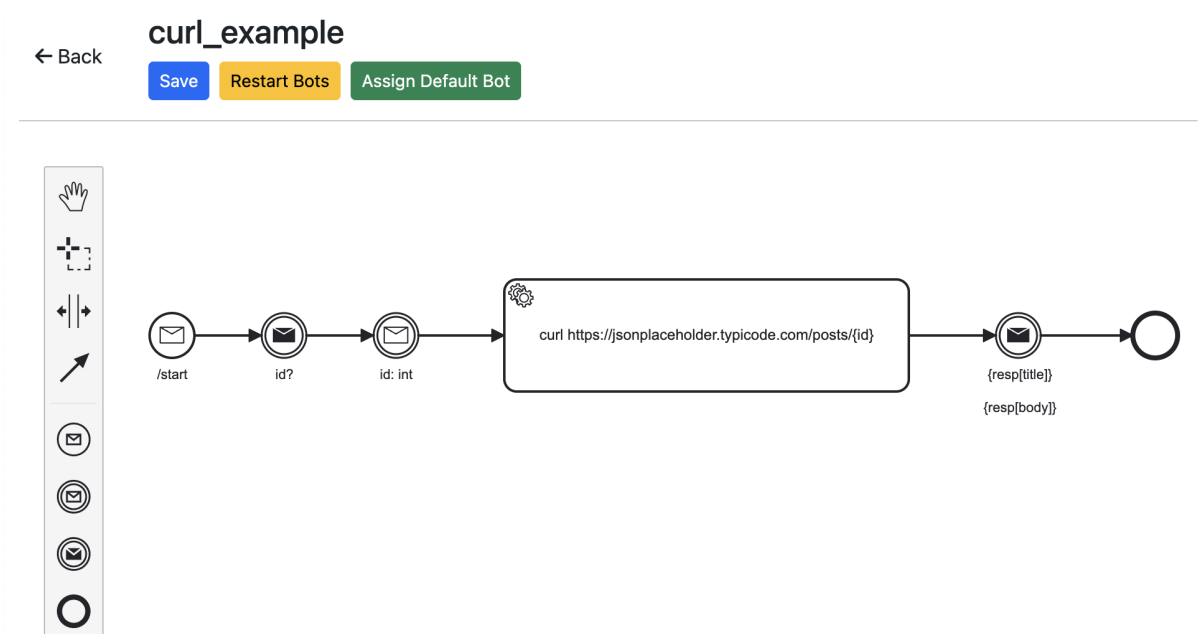 curl_example
← Back
Save
Restart Bots
Assign Default Bot
curl https://jsonplaceholder.typicode.com/posts/{id}
/start
id?
id: int
{resp[title]}
{resp[body]}